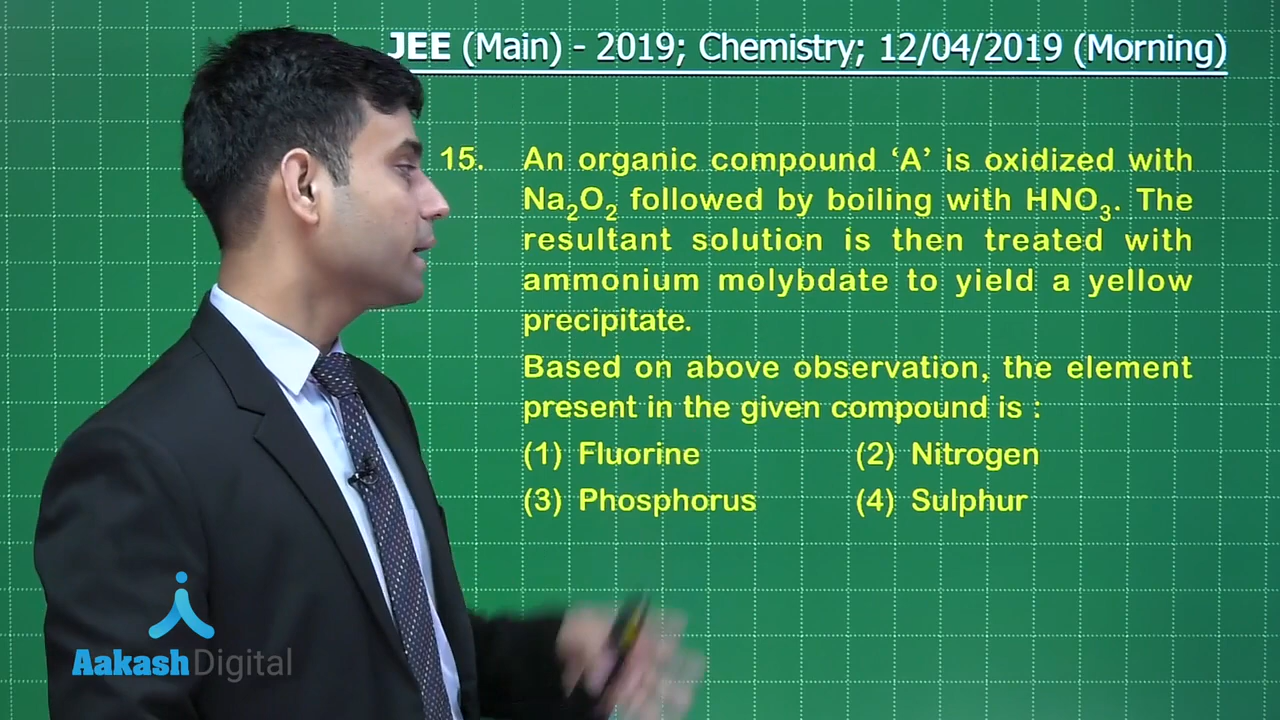 JEE (Main) - 2019; Chemistry; 12/04/2019 (Morning)
15. An organic compound ‘A’ is oxidized with
Na₂O₂ followed by boiling with HNO₃. The
resultant solution is then treated with
ammonium molybdate to yield a yellow
precipitate.
Based on above observation, the element
present in the given compound is :
(1) Fluorine (2) Nitrogen
(3) Phosphorus (4) Sulphur
Aakash Digital